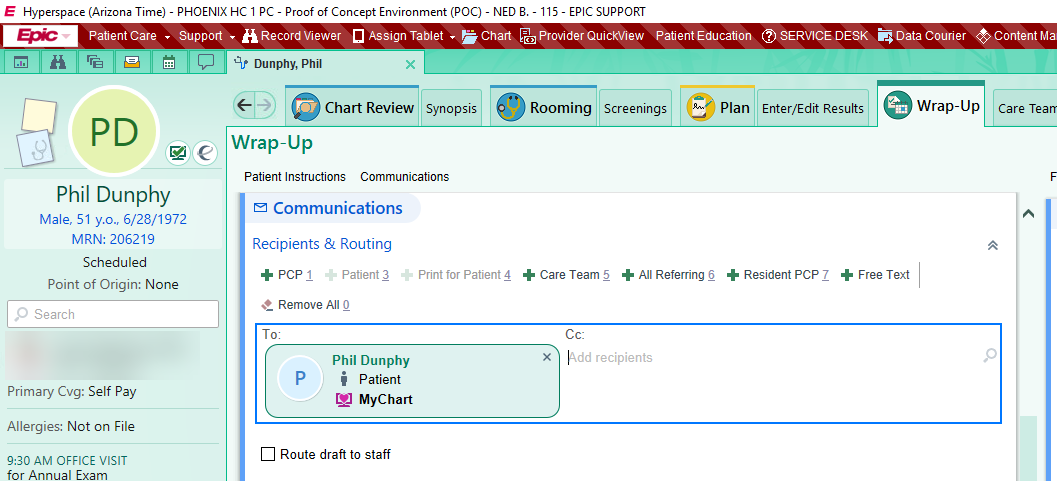 Hyperspace (Arizona Time) - PHOENIX HC 1 PC - Proof of Concept Environment (POC) - NED B. - 115 - EPIC SUPPORT
Epic Patient Care Support Record Viewer Assign Tablet Chart Provider QuickView Patient Education SERVICE DESK Data Courier Content Ma
Dunphy, Phil
Chart Review Synopsis Rooming Screenings Plan Enter/Edit Results Wrap-Up Care Team
PD
Phil Dunphy
Male, 51 y.o., 6/28/1972
MRN: 206219
Scheduled
Point of Origin: None
Search
Primary Cvg: Self Pay
Allergies: Not on File
9:30 AM OFFICE VISIT
for Annual Exam
Wrap-Up
Patient Instructions Communications F
Communications
Recipients & Routing
PCP 1 Patient 3 Print for Patient 4 Care Team 5 All Referring 6 Resident PCP 7 Free Text
Remove All 0
To: Cc:
P
Phil Dunphy
Patient
MyChart
Add recipients
Route draft to staff